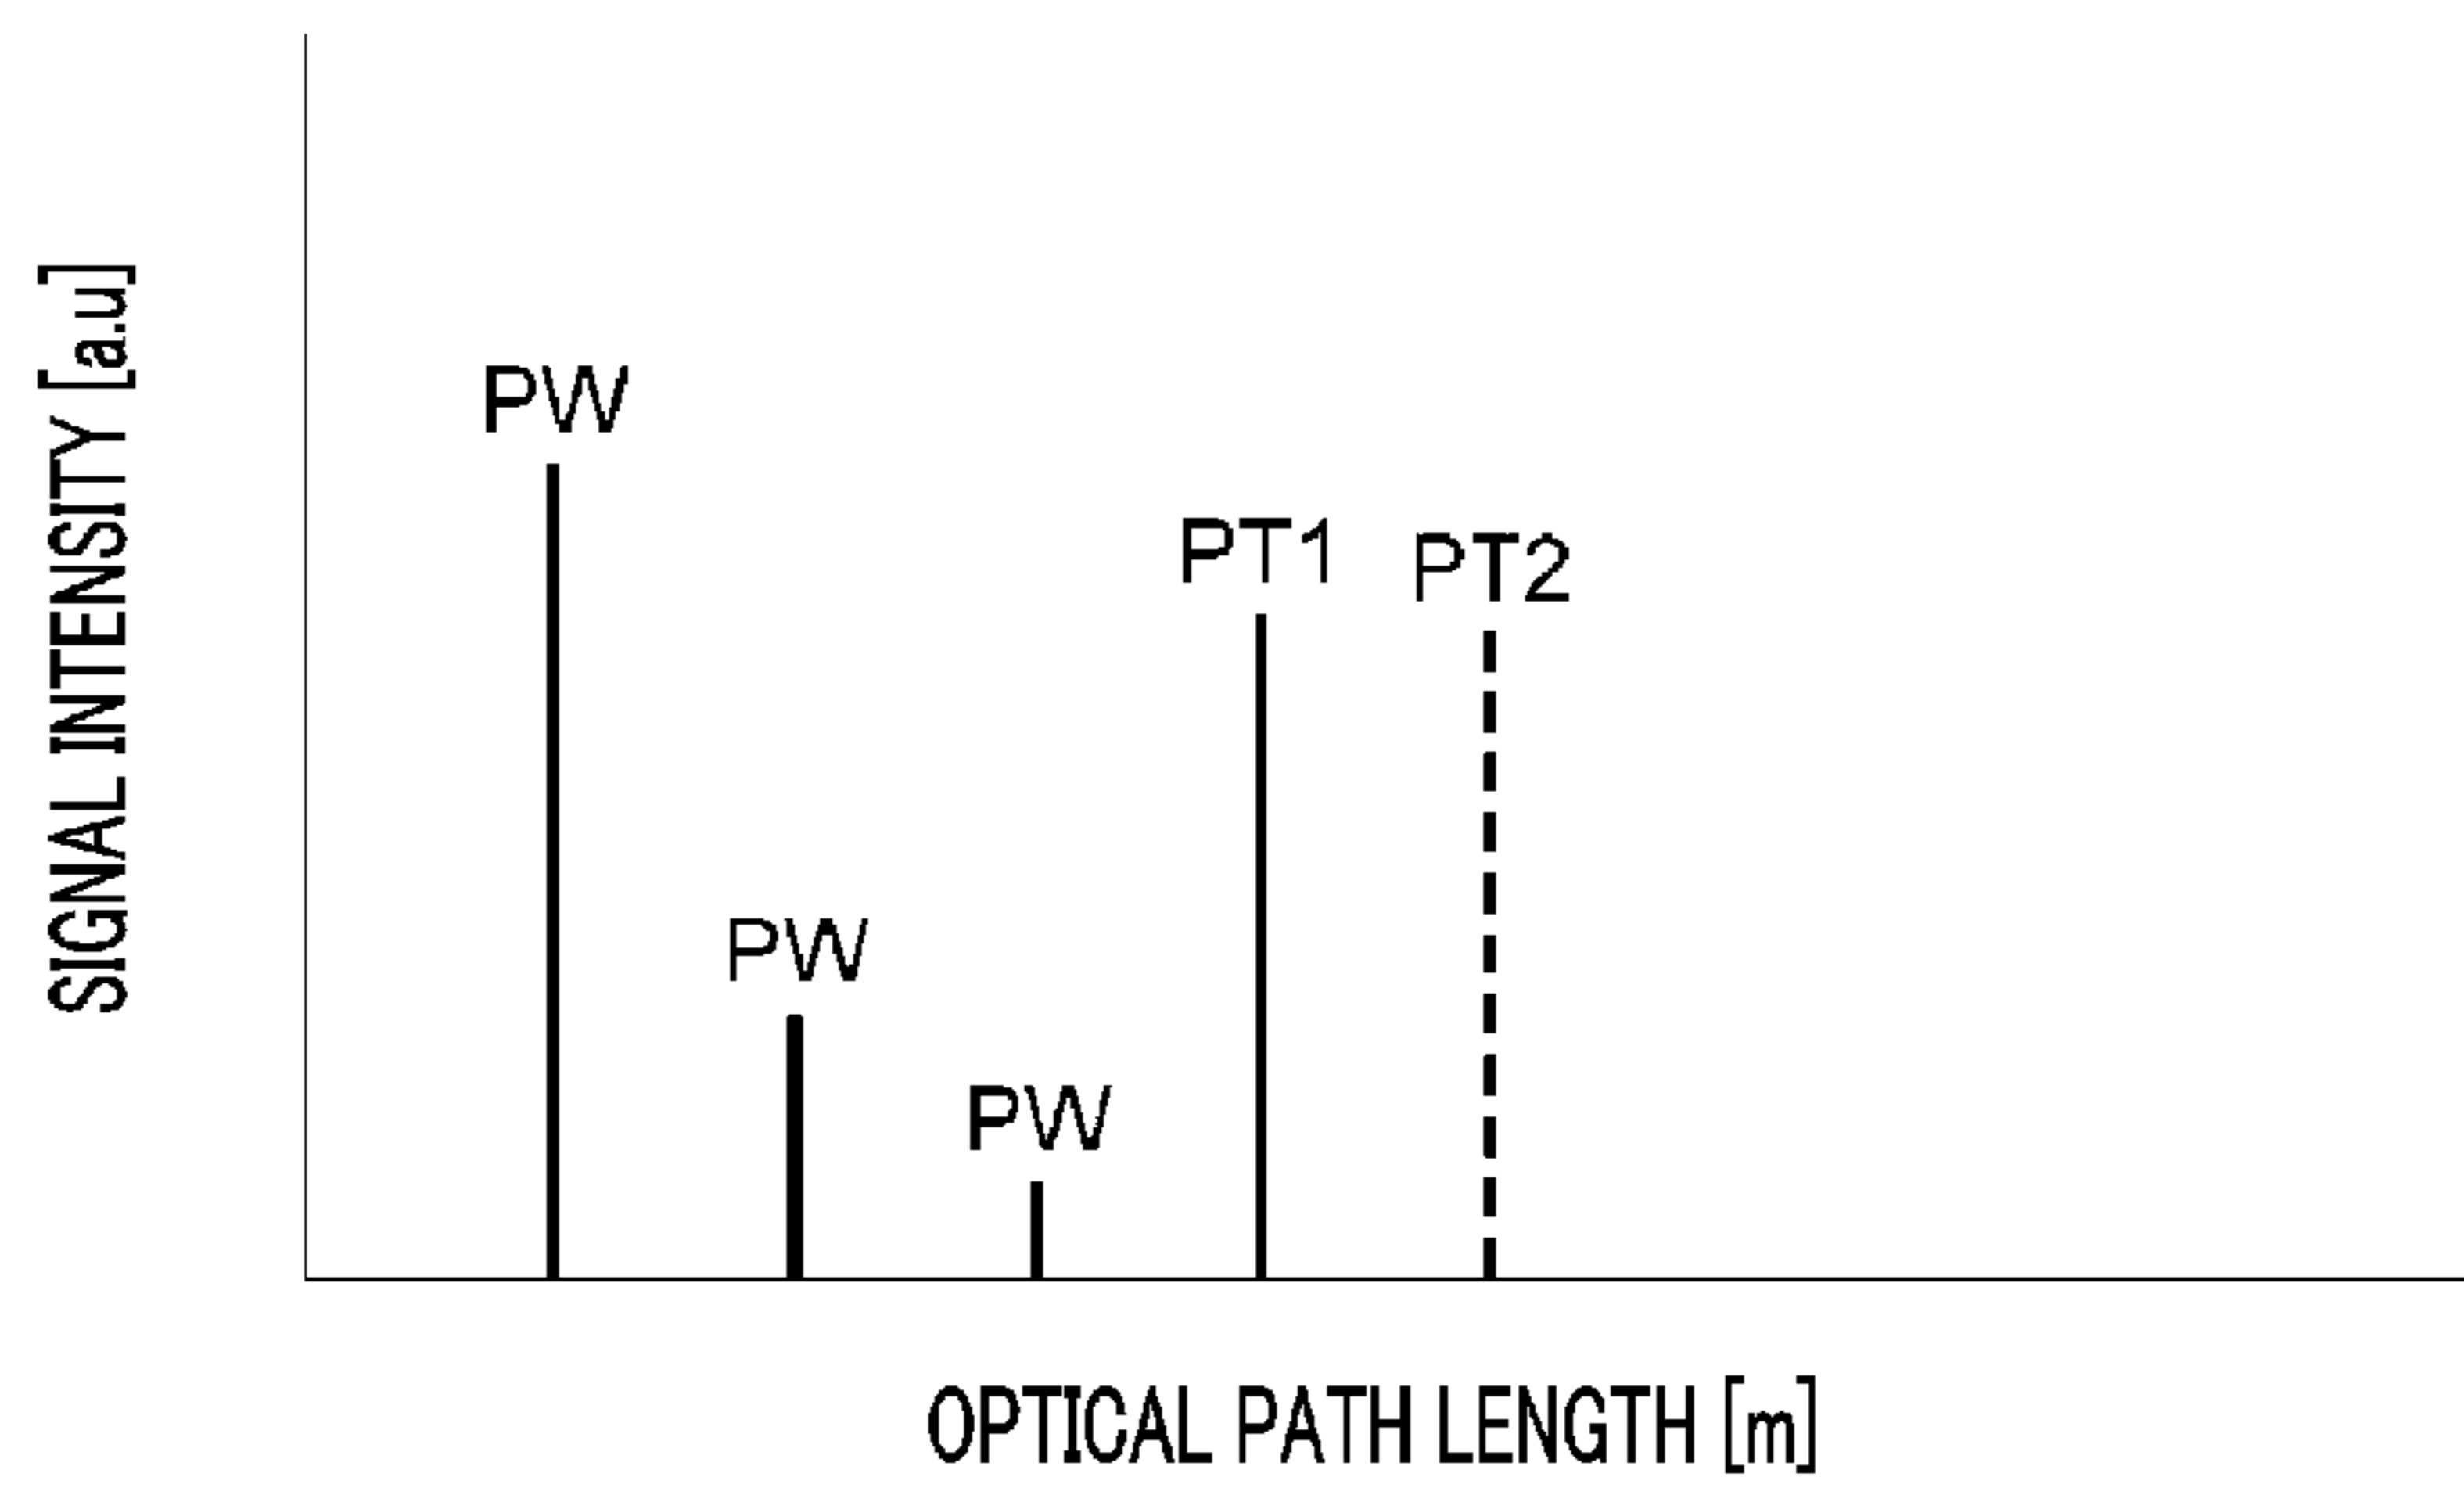 SIGNAL INTENSITY [a.u]
PW
PT1
PT2
PW
PW
OPTICAL PATH LENGTH [m]